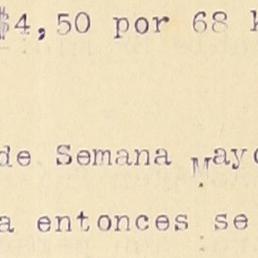 $4,50 por 68 k
de Semana Mayo
a entonces se